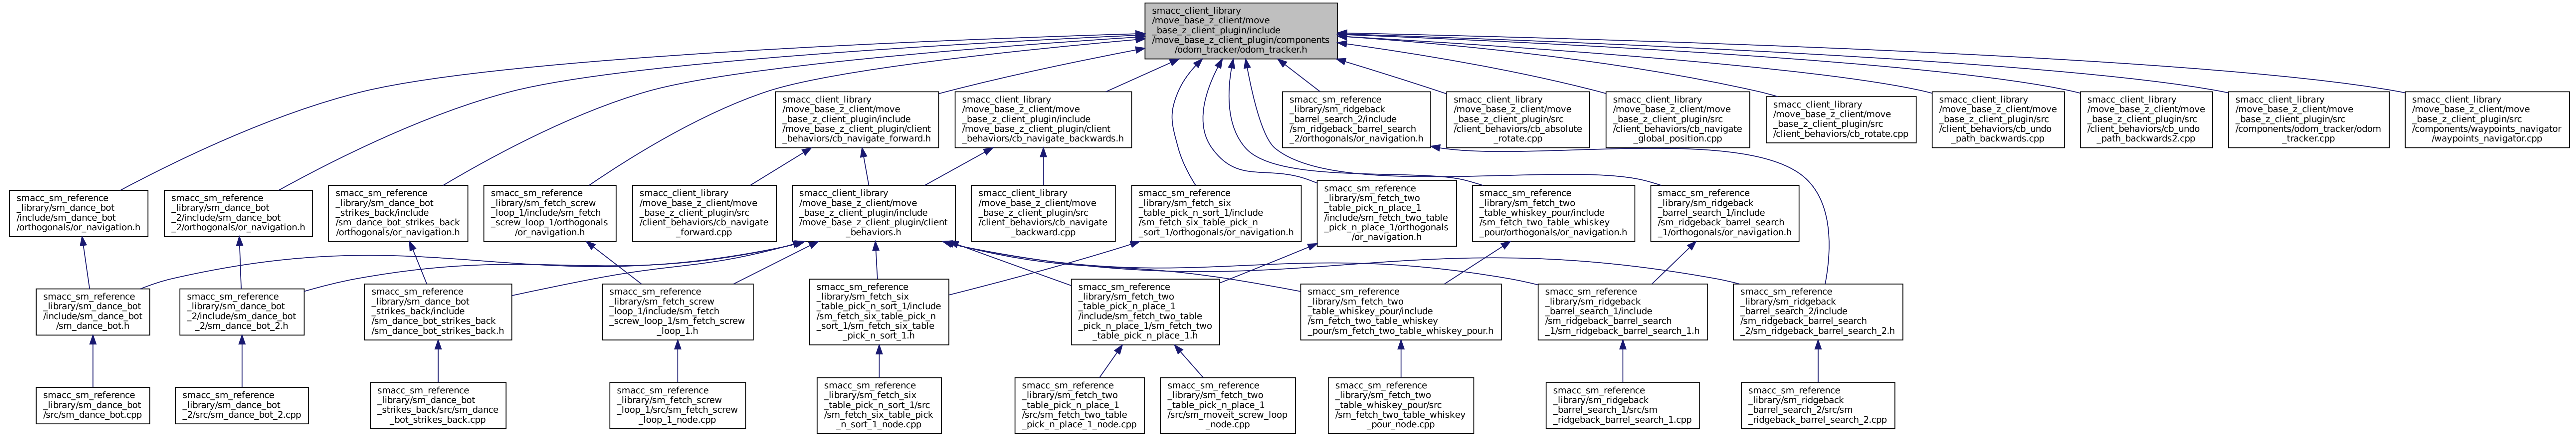 smacc_client_library
/move_base_z_client/move
_base_z_client_plugin/include
/move_base_z_client_plugin/components
/odom_tracker/odom_tracker.h
smacc_client_library
/move_base_z_client/move
_base_z_client_plugin/include
/move_base_z_client_plugin/client
_behaviors/cb_navigate_forward.h
smacc_client_library
/move_base_z_client/move
_base_z_client_plugin/include
/move_base_z_client_plugin/client
_behaviors/cb_navigate_backwards.h
smacc_sm_reference
_library/sm_ridgeback
_barrel_search_2/include
/sm_ridgeback_barrel_search
_2/orthogonals/or_navigation.h
smacc_client_library
/move_base_z_client/move
_base_z_client_plugin/src
/client_behaviors/cb_absolute
_rotate.cpp
smacc_client_library
/move_base_z_client/move
_base_z_client_plugin/src
/client_behaviors/cb_navigate
_global_position.cpp
smacc_client_library
/move_base_z_client/move
_base_z_client_plugin/src
/client_behaviors/cb_rotate.cpp
smacc_client_library
/move_base_z_client/move
_base_z_client_plugin/src
/client_behaviors/cb_undo
_path_backwards.cpp
smacc_client_library
/move_base_z_client/move
_base_z_client_plugin/src
/client_behaviors/cb_undo
_path_backwards2.cpp
smacc_client_library
/move_base_z_client/move
_base_z_client_plugin/src
/components/odom_tracker/odom
_tracker.cpp
smacc_client_library
/move_base_z_client/move
_base_z_client_plugin/src
/components/waypoints_navigator
/waypoints_navigator.cpp
smacc_sm_reference
_library/sm_dance_bot
/include/sm_dance_bot
/orthogonals/or_navigation.h
smacc_sm_reference
_library/sm_dance_bot
_2/include/sm_dance_bot
_2/orthogonals/or_navigation.h
smacc_sm_reference
_library/sm_dance_bot
_strikes_back/include
/sm_dance_bot_strikes_back
/orthogonals/or_navigation.h
smacc_sm_reference
_library/sm_fetch_screw
_loop_1/include/sm_fetch
_screw_loop_1/orthogonals
/or_navigation.h
smacc_client_library
/move_base_z_client/move
_base_z_client_plugin/src
/client_behaviors/cb_navigate
_forward.cpp
smacc_client_library
/move_base_z_client/move
_base_z_client_plugin/include
/move_base_z_client_plugin/client
_behaviors.h
smacc_client_library
/move_base_z_client/move
_base_z_client_plugin/src
/client_behaviors/cb_navigate
_backward.cpp
smacc_sm_reference
_library/sm_fetch_six
_table_pick_n_sort_1/include
/sm_fetch_six_table_pick_n
_sort_1/orthogonals/or_navigation.h
smacc_sm_reference
_library/sm_fetch_two
_table_pick_n_place_1
/include/sm_fetch_two_table
_pick_n_place_1/orthogonals
/or_navigation.h
smacc_sm_reference
_library/sm_fetch_two
_table_whiskey_pour/include
/sm_fetch_two_table_whiskey
_pour/orthogonals/or_navigation.h
smacc_sm_reference
_library/sm_ridgeback
_barrel_search_1/include
/sm_ridgeback_barrel_search
_1/orthogonals/or_navigation.h
smacc_sm_reference
_library/sm_dance_bot
/include/sm_dance_bot
/sm_dance_bot.h
smacc_sm_reference
_library/sm_dance_bot
_2/include/sm_dance_bot
_2/sm_dance_bot_2.h
smacc_sm_reference
_library/sm_dance_bot
_strikes_back/include
/sm_dance_bot_strikes_back
/sm_dance_bot_strikes_back.h
smacc_sm_reference
_library/sm_fetch_screw
_loop_1/include/sm_fetch
_screw_loop_1/sm_fetch_screw
_loop_1.h
smacc_sm_reference
_library/sm_fetch_six
_table_pick_n_sort_1/include
/sm_fetch_six_table_pick_n
_sort_1/sm_fetch_six_table
_pick_n_sort_1.h
smacc_sm_reference
_library/sm_fetch_two
_table_pick_n_place_1
/include/sm_fetch_two_table
_pick_n_place_1/sm_fetch_two
_table_pick_n_place_1.h
smacc_sm_reference
_library/sm_fetch_two
_table_whiskey_pour/include
/sm_fetch_two_table_whiskey
_pour/sm_fetch_two_table_whiskey_pour.h
smacc_sm_reference
_library/sm_ridgeback
_barrel_search_1/include
/sm_ridgeback_barrel_search
_1/sm_ridgeback_barrel_search_1.h
smacc_sm_reference
_library/sm_ridgeback
_barrel_search_2/include
/sm_ridgeback_barrel_search
_2/sm_ridgeback_barrel_search_2.h
smacc_sm_reference
_library/sm_dance_bot
/src/sm_dance_bot.cpp
smacc_sm_reference
_library/sm_dance_bot
_2/src/sm_dance_bot_2.cpp
smacc_sm_reference
_library/sm_dance_bot
_strikes_back/src/sm_dance
_bot_strikes_back.cpp
smacc_sm_reference
_library/sm_fetch_screw
_loop_1/src/sm_fetch_screw
_loop_1_node.cpp
smacc_sm_reference
_library/sm_fetch_six
_table_pick_n_sort_1/src
/sm_fetch_six_table_pick
_n_sort_1_node.cpp
smacc_sm_reference
_library/sm_fetch_two
_table_pick_n_place_1
/src/sm_fetch_two_table
_pick_n_place_1_node.cpp
smacc_sm_reference
_library/sm_fetch_two
_table_pick_n_place_1
/src/sm_moveit_screw_loop
_node.cpp
smacc_sm_reference
_library/sm_fetch_two
_table_whiskey_pour/src
/sm_fetch_two_table_whiskey
_pour_node.cpp
smacc_sm_reference
_library/sm_ridgeback
_barrel_search_1/src/sm
_ridgeback_barrel_search_1.cpp
smacc_sm_reference
_library/sm_ridgeback
_barrel_search_2/src/sm
_ridgeback_barrel_search_2.cpp